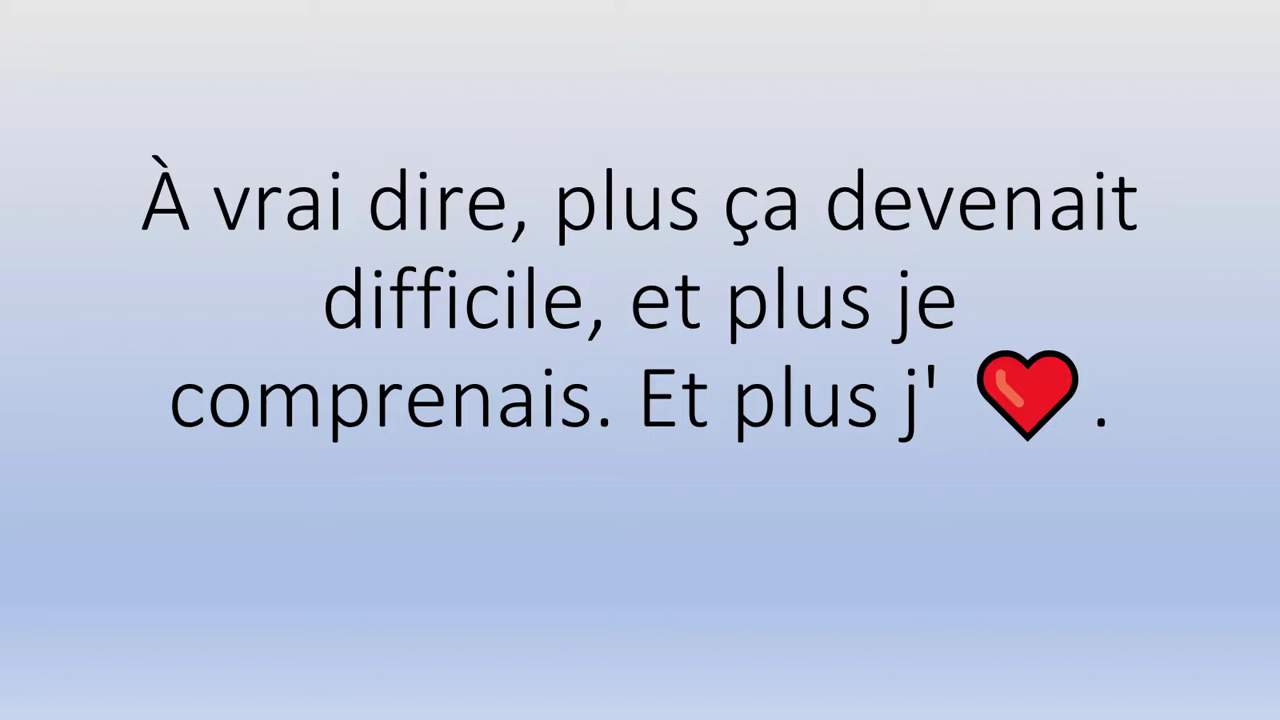 À vrai dire, plus ça devenait
difficile, et plus je
comprenais. Et plus j' ❤️.